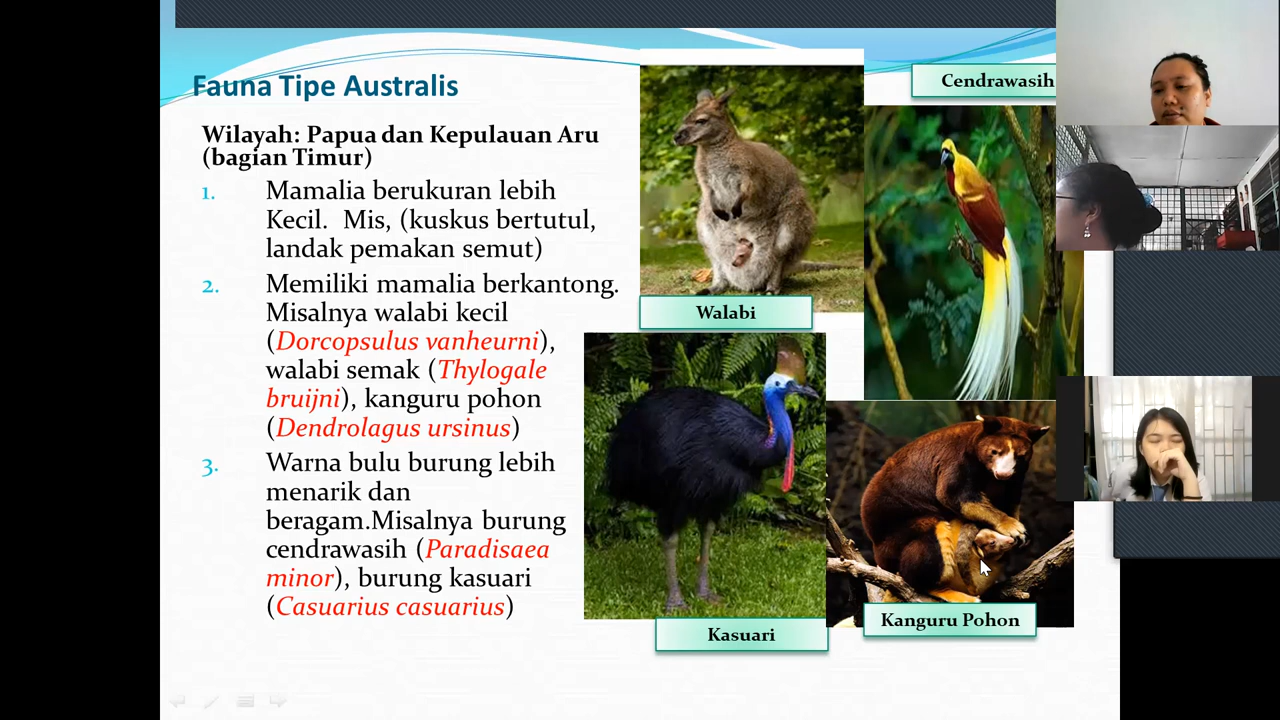 Fauna Tipe Australis
Wilayah: Papua dan Kepulauan Aru
(bagian Timur)
1. Mamalia berukuran lebih
Kecil. Mis, (kuskus bertutul,
landak pemakan semut)
2. Memiliki mamalia berkantong.
Misalnya walabi kecil
(Dorcopsulus vanheurni),
walabi semak (Thylogale
bruijni), kanguru pohon
(Dendrolagus ursinus)
3. Warna bulu burung lebih
menarik dan
beragam.Misalnya burung
cendrawasih (Paradisaea
minor), burung kasuari
(Casuarius casuarius)
Cendrawasih
Walabi
Kasuari
Kanguru Pohon